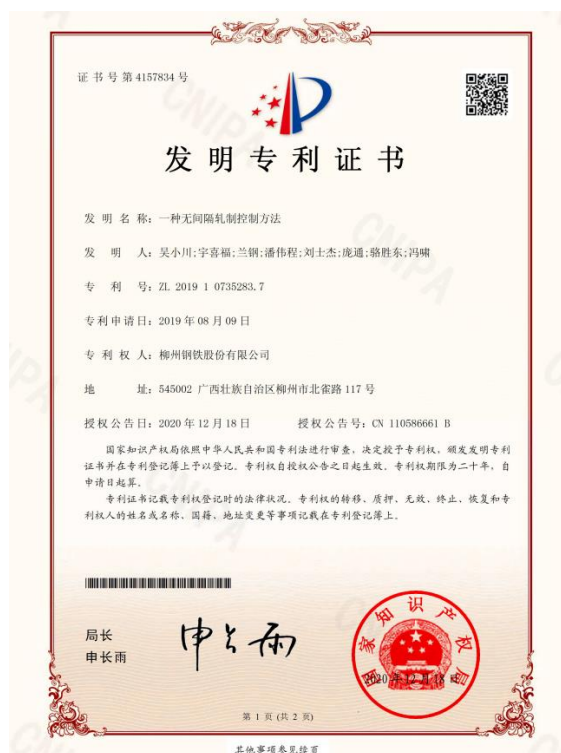 证书号第4157834号
发明专利证书
发明名称：一种无间隔轧制控制方法
发明人：吴小川;宇喜福;兰钢;潘伟程;刘士杰;庞通;骆胜东;冯啸
专利号：ZL 2019 1 0735283.7
专利申请日：2019年08月09日
专利权人：柳州钢铁股份有限公司
地址：545002 广西壮族自治区柳州市北雀路117号
授权公告日：2020年12月18日 授权公告号：CN 110586661 B
国家知识产权局依照中华人民共和国专利法进行审查，决定授予专利权，颁发发明专利
证书并在专利登记簿上予以登记。专利权自授权公告之日起生效。专利权期限为二十年，自
申请日起算。
专利证书记载专利权登记时的法律状况。专利权的转移、质押、无效、终止、恢复和专
利权人的姓名或名称、国籍、地址变更等事项记载在专利登记簿上。
局长
申长雨
申长雨
国家知识产权局
2020年12月18日
第 1 页 (共 2 页)
其他事项参见续页
CNIPA
CNIPA